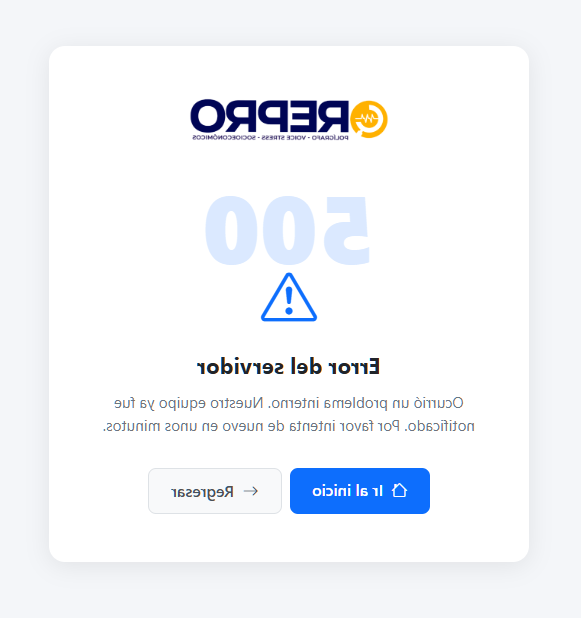 REPRO
POLÍGRAFO · VOICE STRESS · SOCIOECONÓMICOS
500
Error del servidor
Ocurrió un problema interno. Nuestro equipo ya fue
notificado. Por favor intenta de nuevo en unos minutos.
Ir al inicio
Regresar